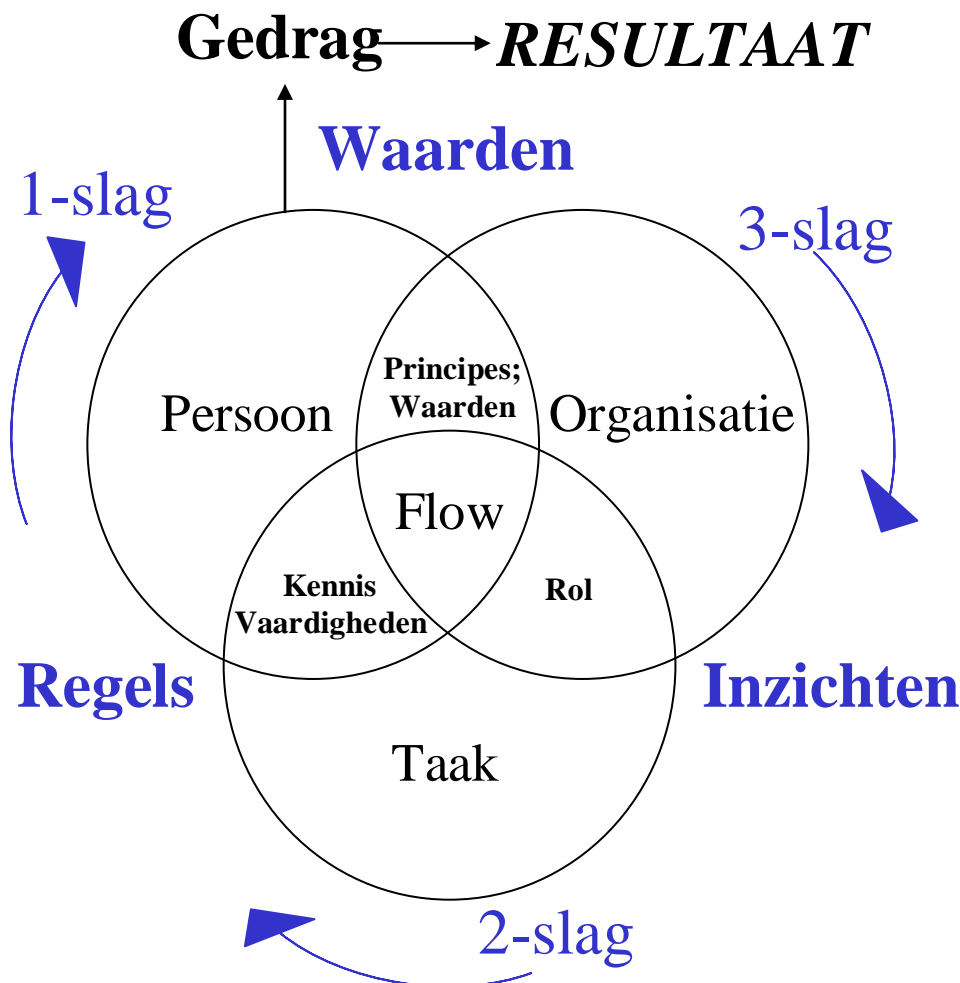 Gedrag RESULTAAT
Waarden
1-slag
3-slag
Principes;
Waarden
Persoon
Organisatie
Flow
Kennis
Vaardigheden
Rol
Regels
Inzichten
Taak
2-slag